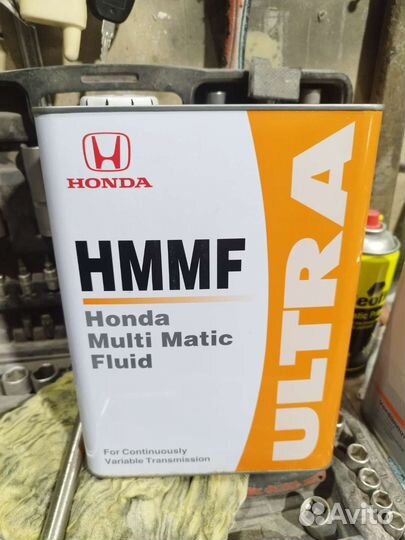 HONDA
HMMF
Honda
Multi Matic
Fluid
For Continuously
Variable Transmission
ULTRA
Avito